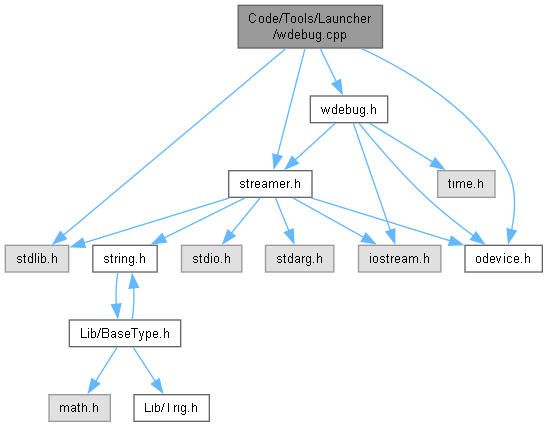 Code/Tools/Launcher
/wdebug.cpp
wdebug.h
streamer.h
time.h
stdlib.h
string.h
stdio.h
stdarg.h
iostream.h
odevice.h
Lib/BaseType.h
math.h
Lib/Trig.h